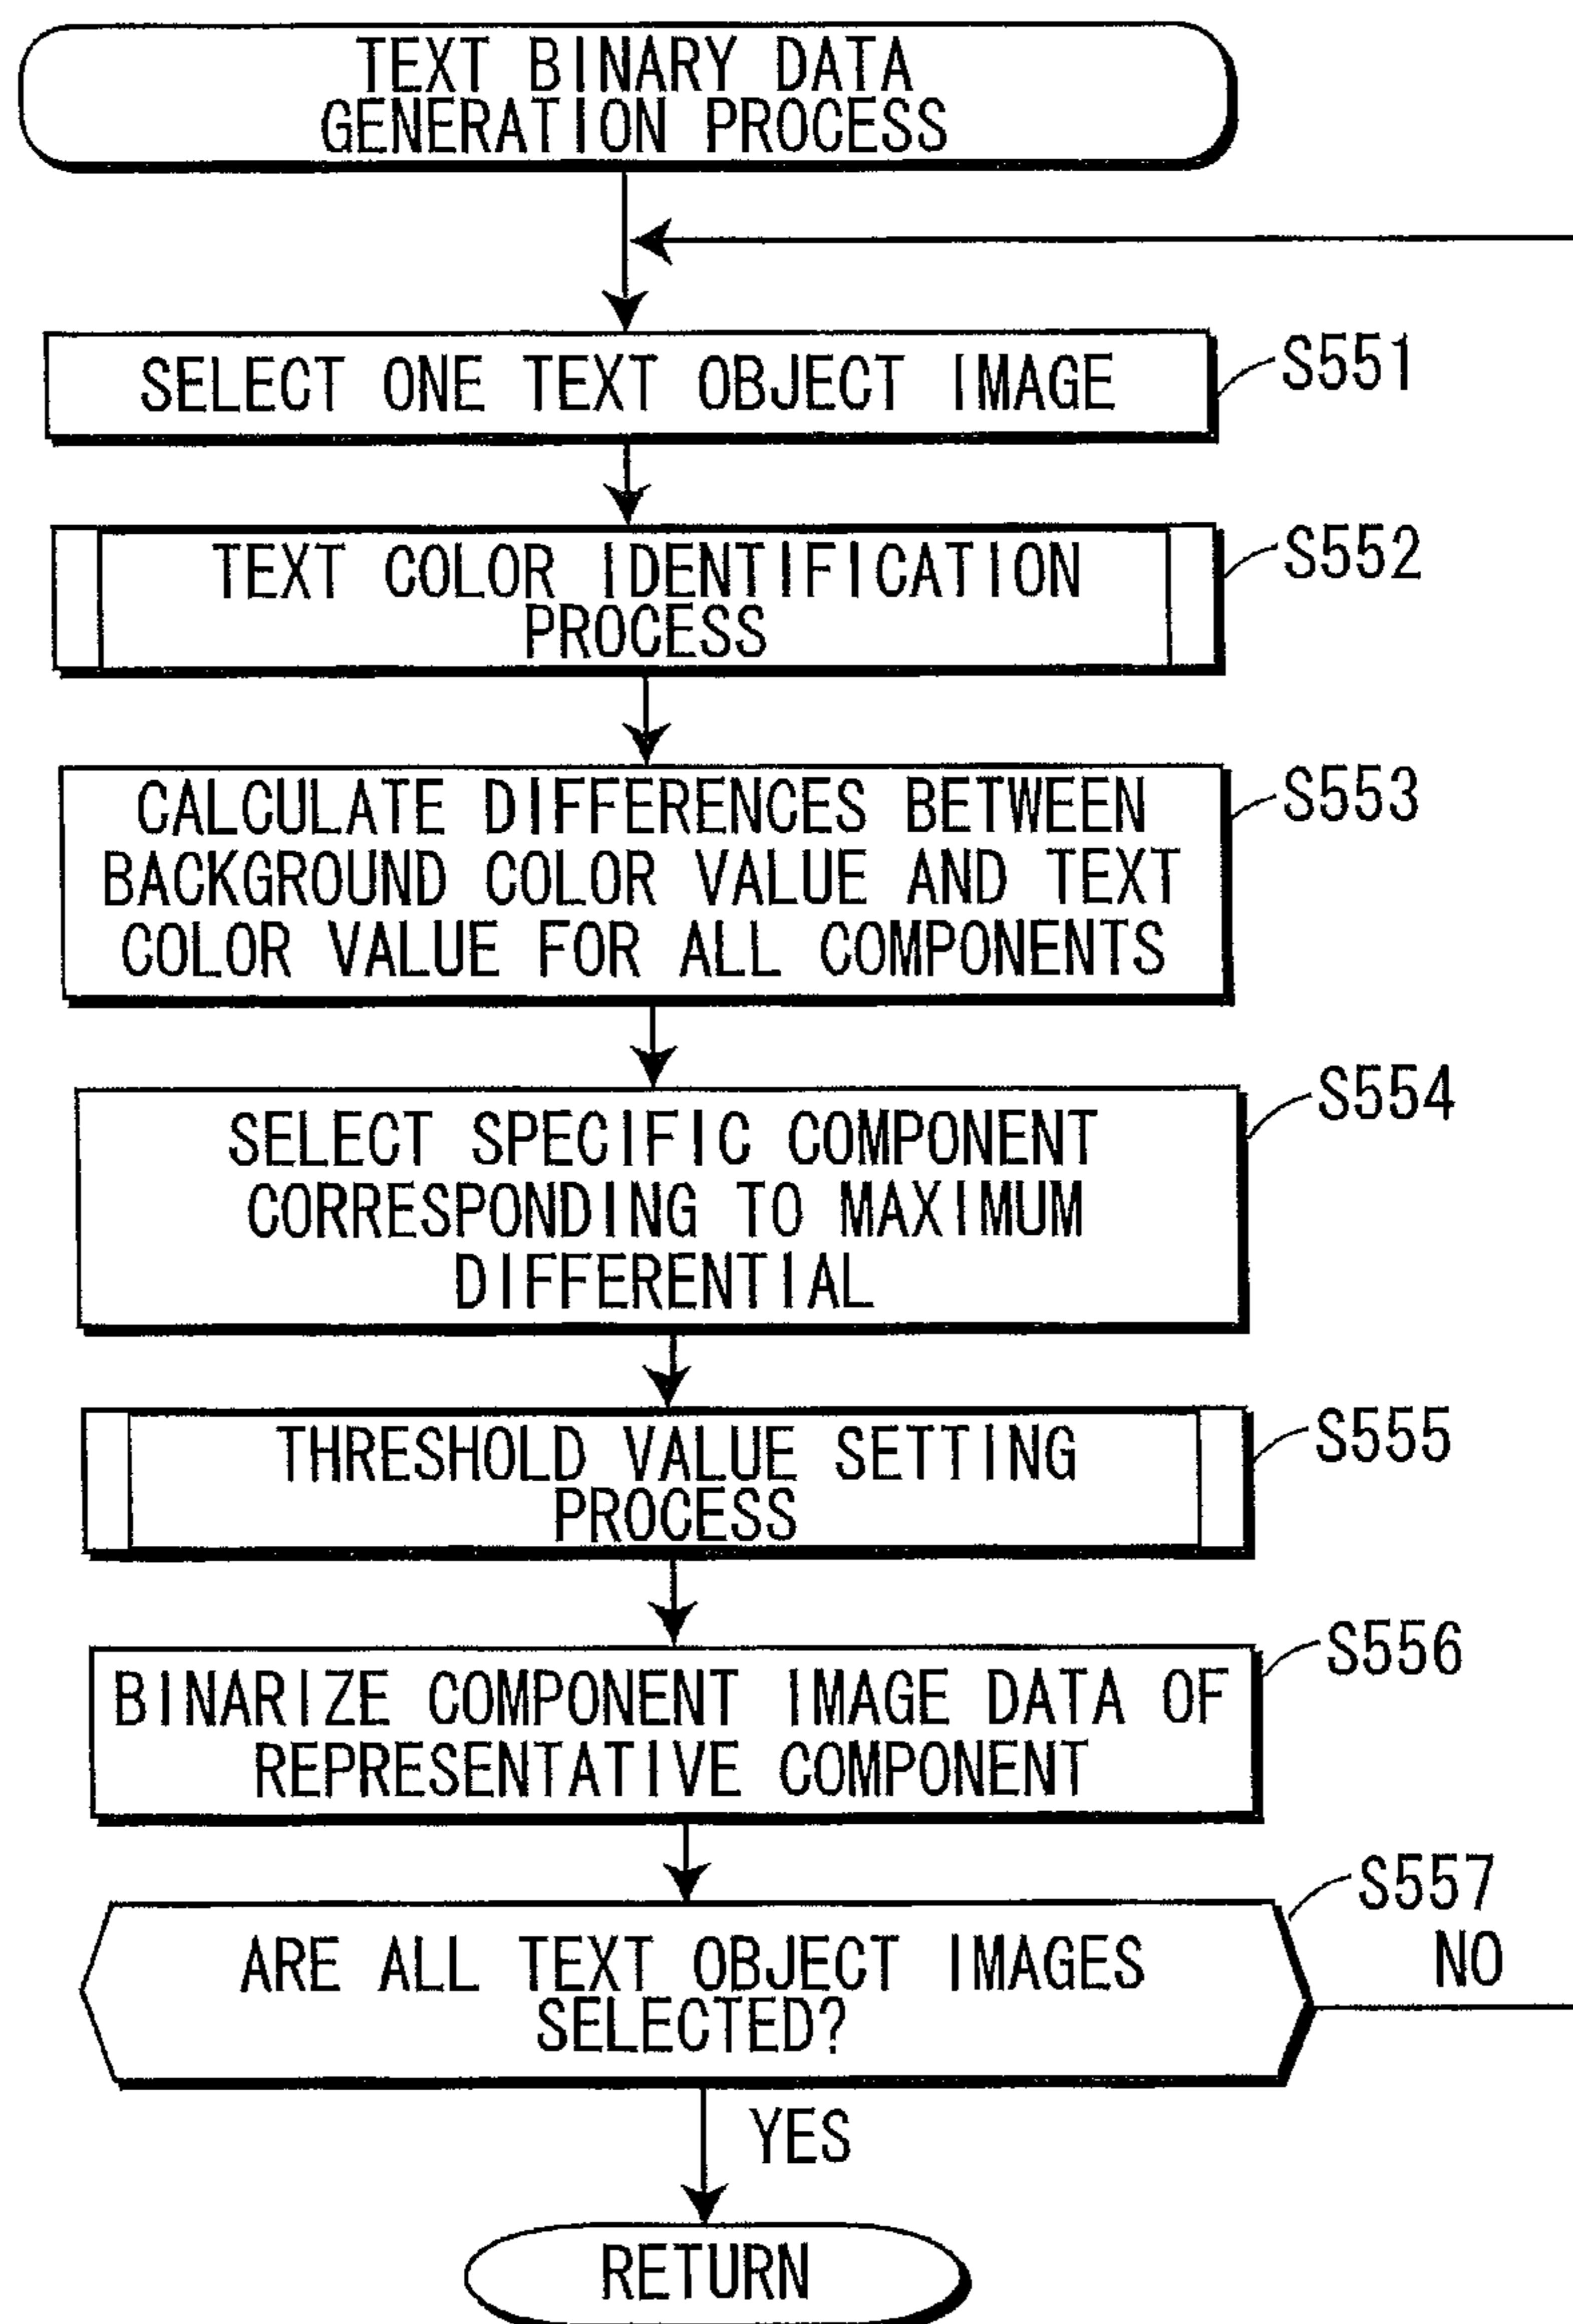 TEXT BINARY DATA
GENERATION PROCESS
SELECT ONE TEXT OBJECT IMAGE
S551
TEXT COLOR IDENTIFICATION
PROCESS
S552
CALCULATE DIFFERENCES BETWEEN
BACKGROUND COLOR VALUE AND TEXT
COLOR VALUE FOR ALL COMPONENTS
S553
SELECT SPECIFIC COMPONENT
CORRESPONDING TO MAXIMUM
DIFFERENTIAL
S554
THRESHOLD VALUE SETTING
PROCESS
S555
BINARIZE COMPONENT IMAGE DATA OF
REPRESENTATIVE COMPONENT
S556
ARE ALL TEXT OBJECT IMAGES
SELECTED?
S557
NO
YES
RETURN